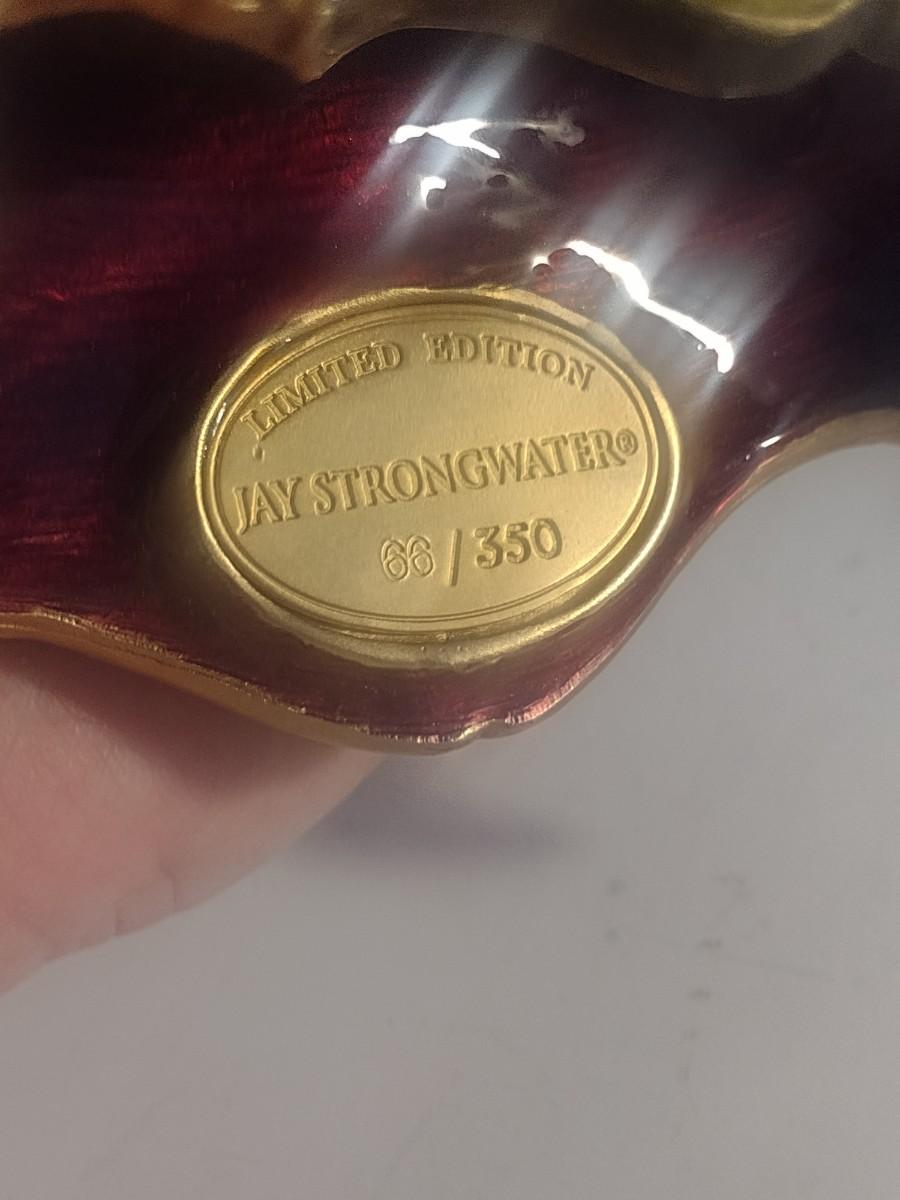 LIMITED EDITION
JAY STRONGWATER®
66/350